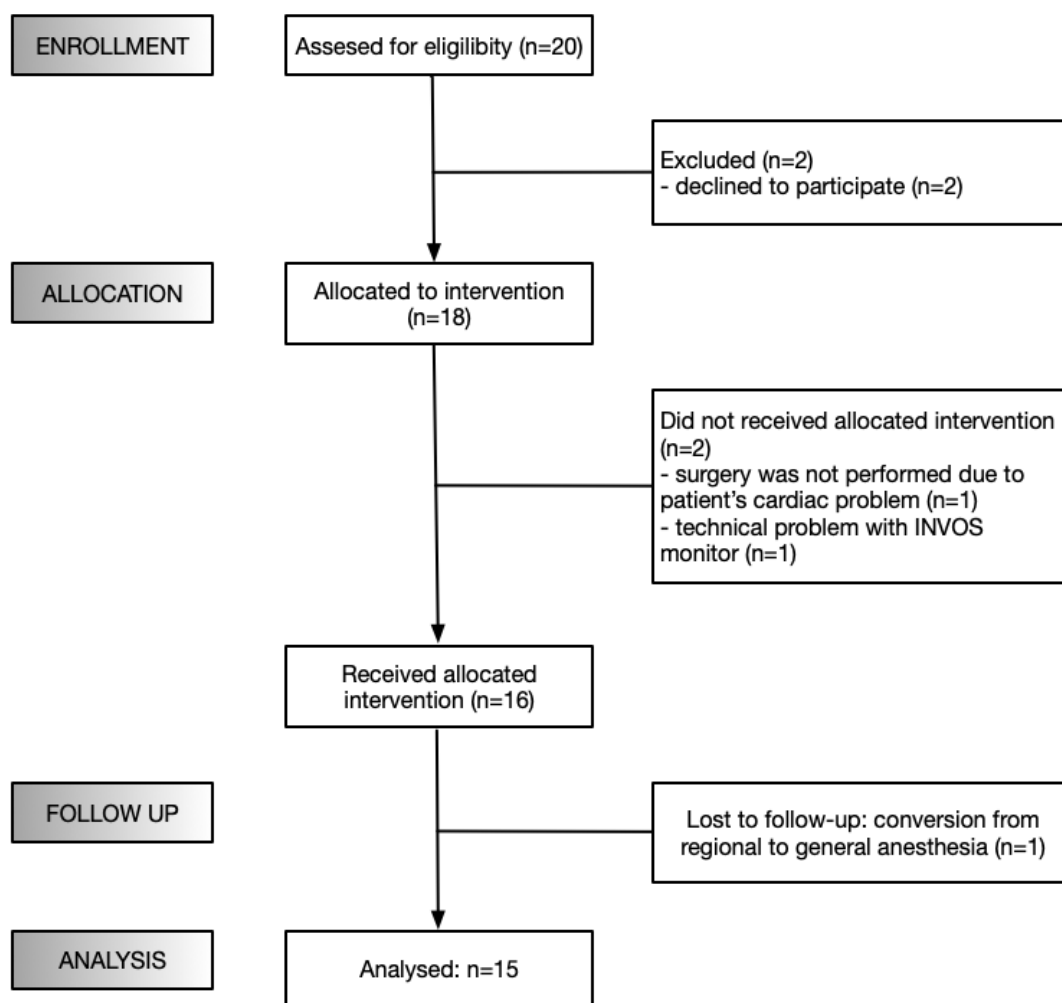 ENROLLMENT
Assesed for eligilibity (n=20)
Excluded (n=2)
- declined to participate (n=2)
ALLOCATION
Allocated to intervention
(n=18)
Did not received allocated intervention
(n=2)
- surgery was not performed due to
patient's cardiac problem (n=1)
- technical problem with INVOS
monitor (n=1)
Received allocated
intervention (n=16)
FOLLOW UP
Lost to follow-up: conversion from
regional to general anesthesia (n=1)
ANALYSIS
Analysed: n=15